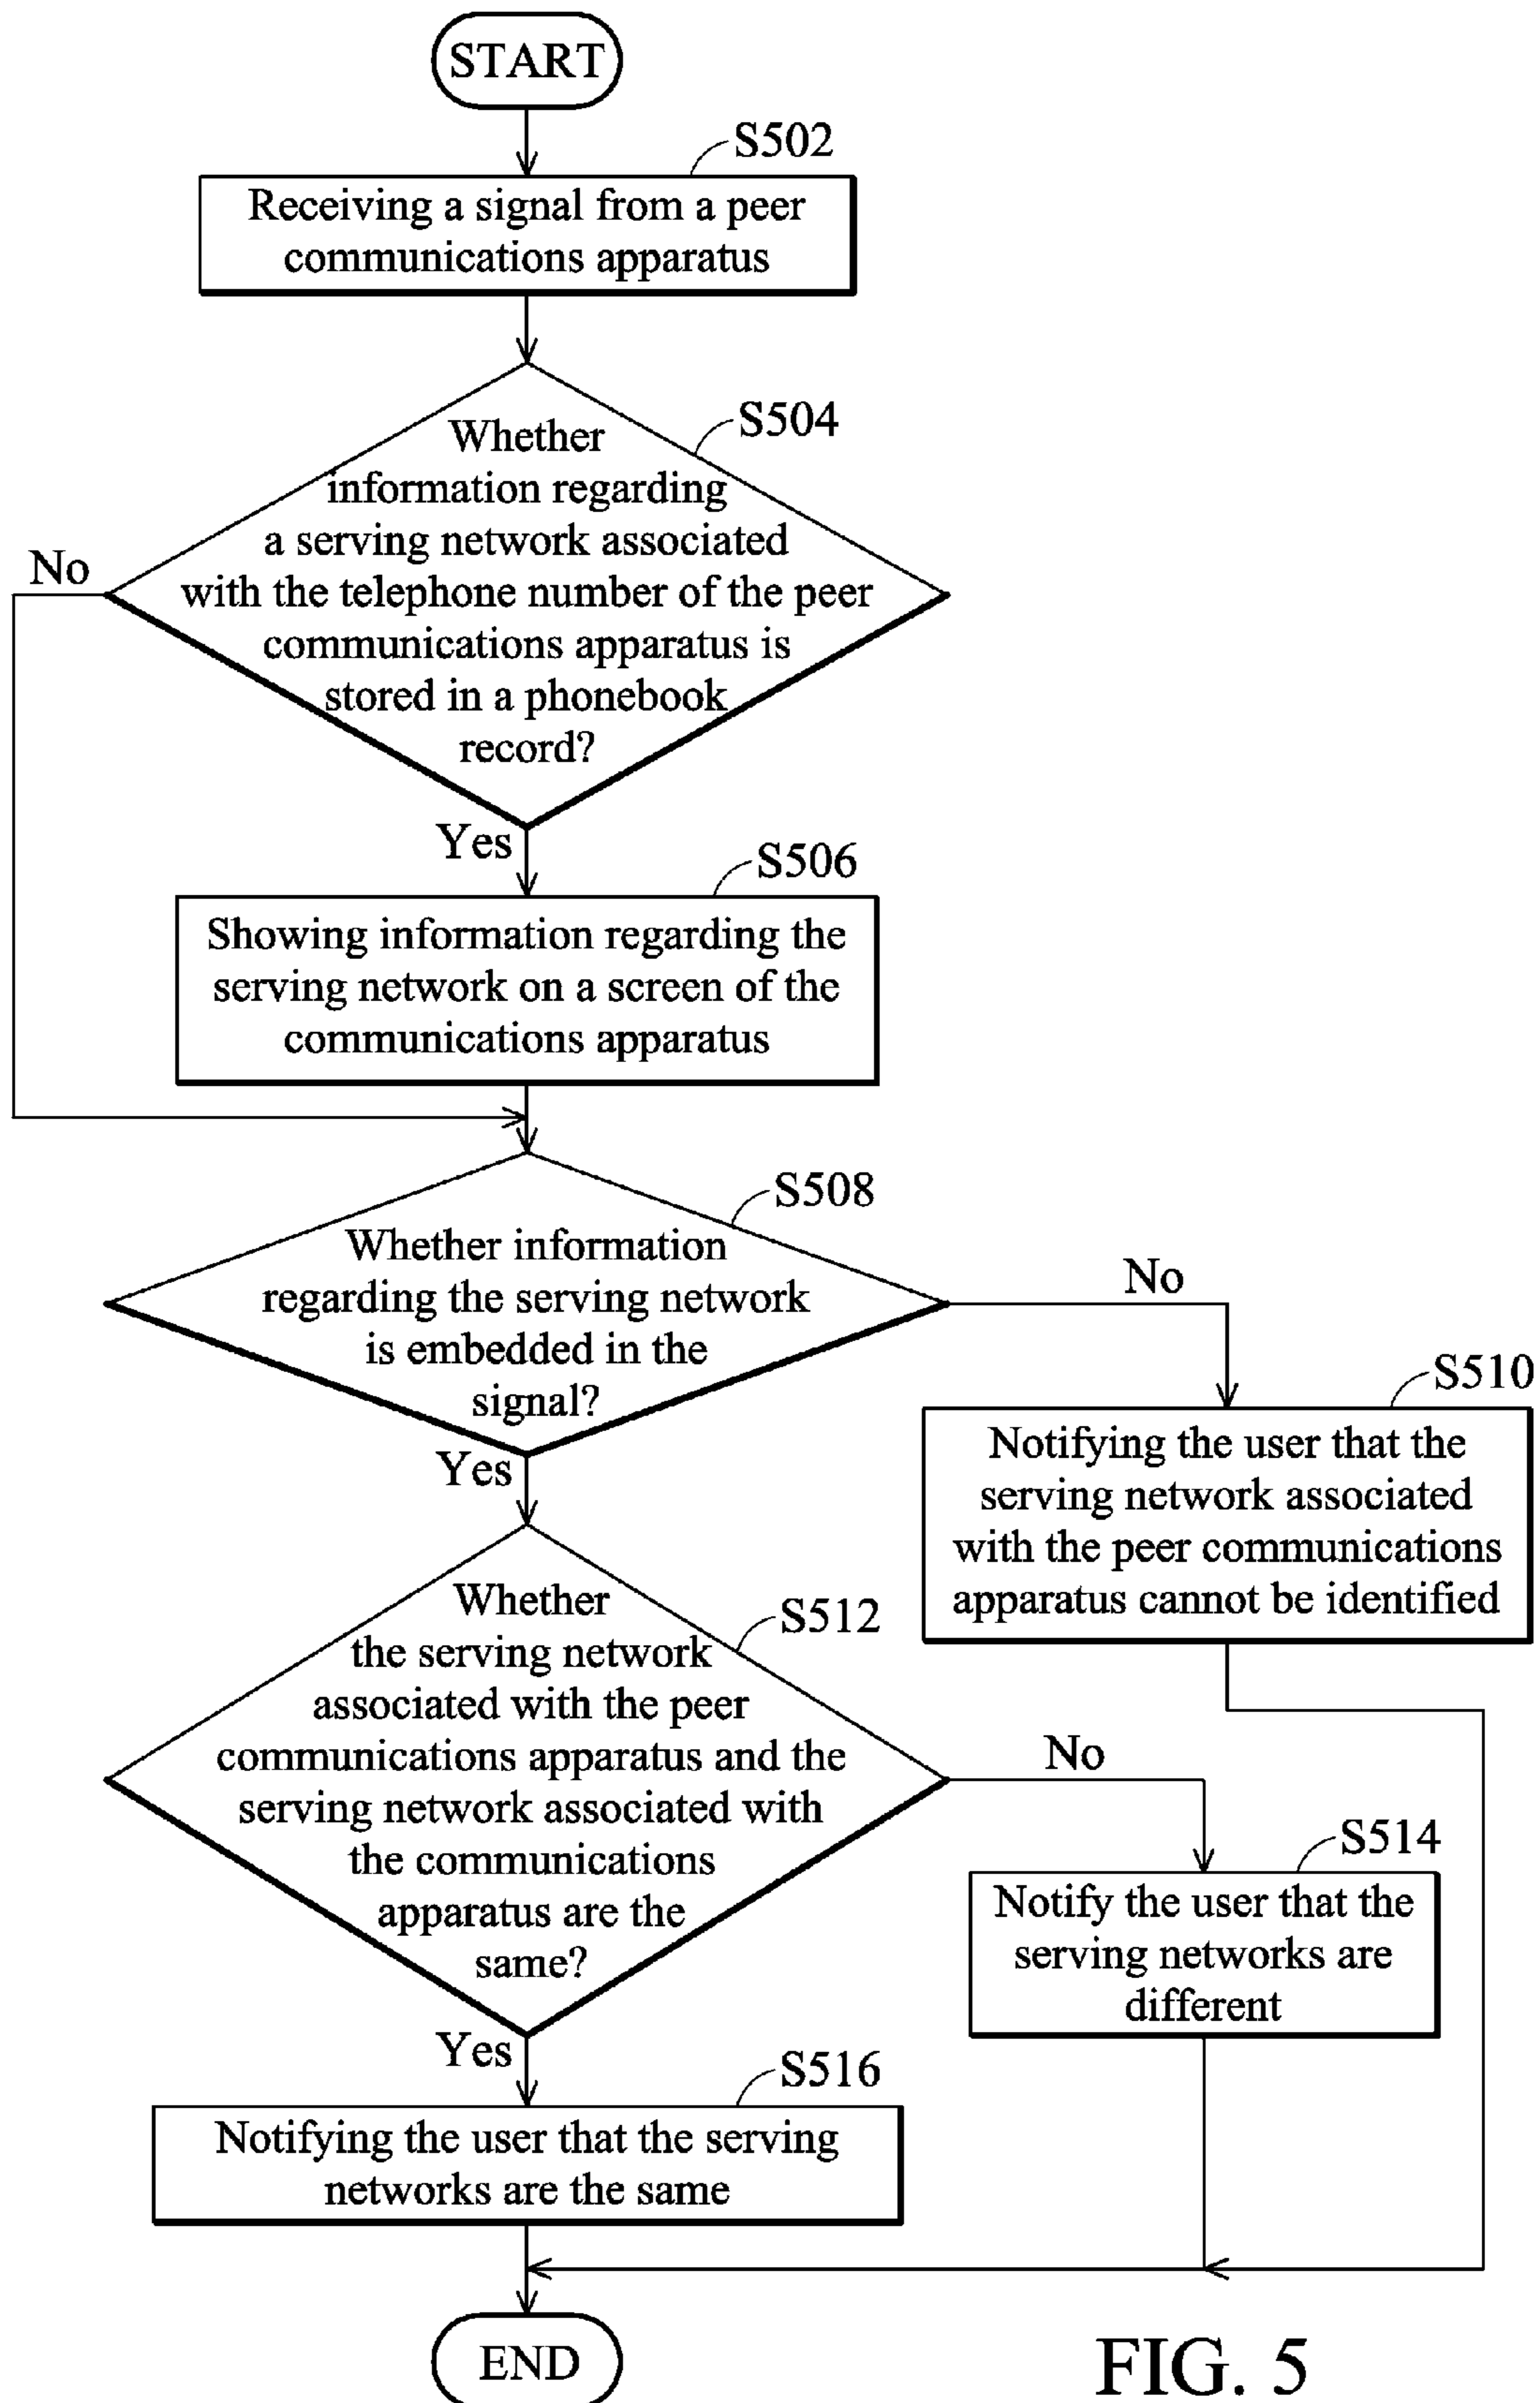 START
S502
Receiving a signal from a peer
communications apparatus
S504
Whether
information regarding
a serving network associated
with the telephone number of the peer
communications apparatus is
stored in a phonebook
record?
No
Yes
S506
Showing information regarding the
serving network on a screen of the
communications apparatus
S508
Whether information
regarding the serving network
is embedded in the
signal?
No
Yes
S510
Notifying the user that the
serving network associated
with the peer communications
apparatus cannot be identified
S512
Whether
the serving network
associated with the peer
communications apparatus and the
serving network associated with
the communications
apparatus are the
same?
No
Yes
S514
Notify the user that the
serving networks are
different
S516
Notifying the user that the serving
networks are the same
END
FIG. 5